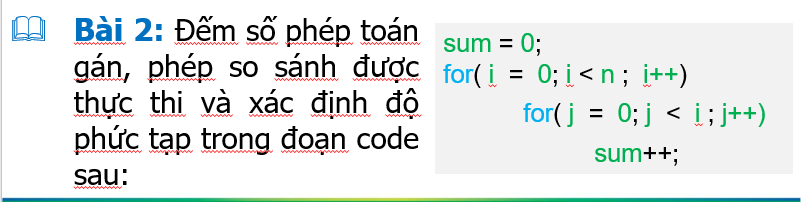 Bài 2: Đếm số phép toán
gán, phép so sánh được
thực thi và xác định độ
phức tạp trong đoạn code
sau:
sum = 0;
for( i = 0; i < n ; i++)
for( j = 0; j < i ; j++)
sum++;